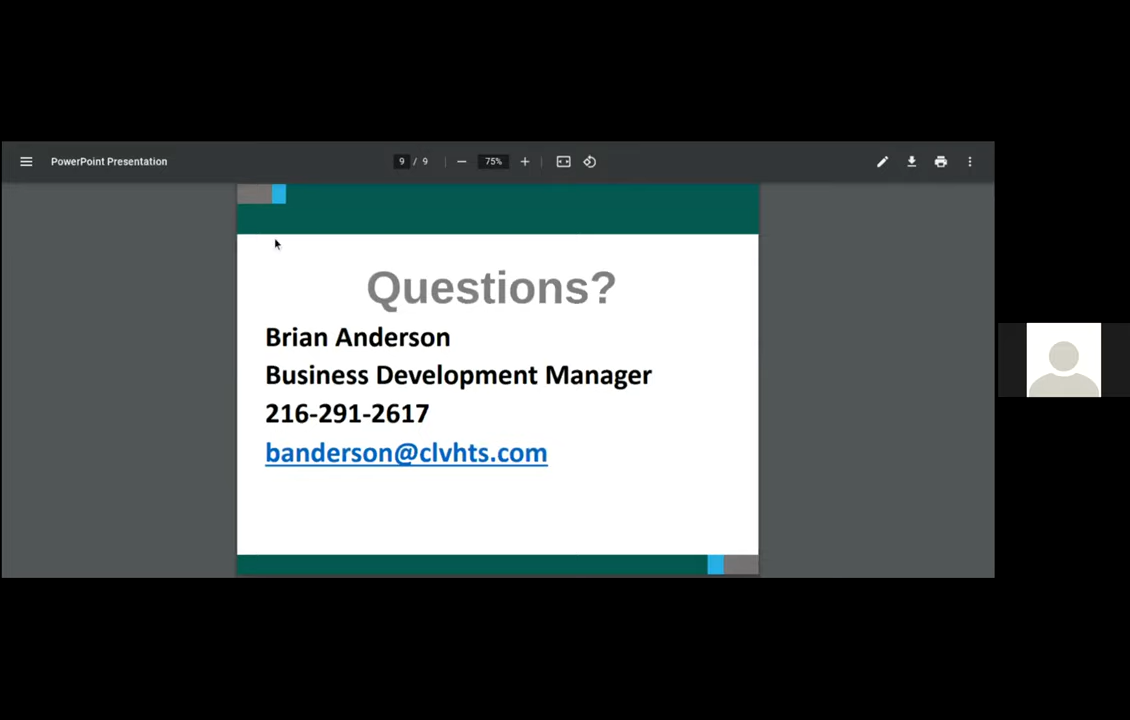 PowerPoint Presentation
9 / 9
75%
Questions?
Brian Anderson
Business Development Manager
216-291-2617
banderson@clvhts.com